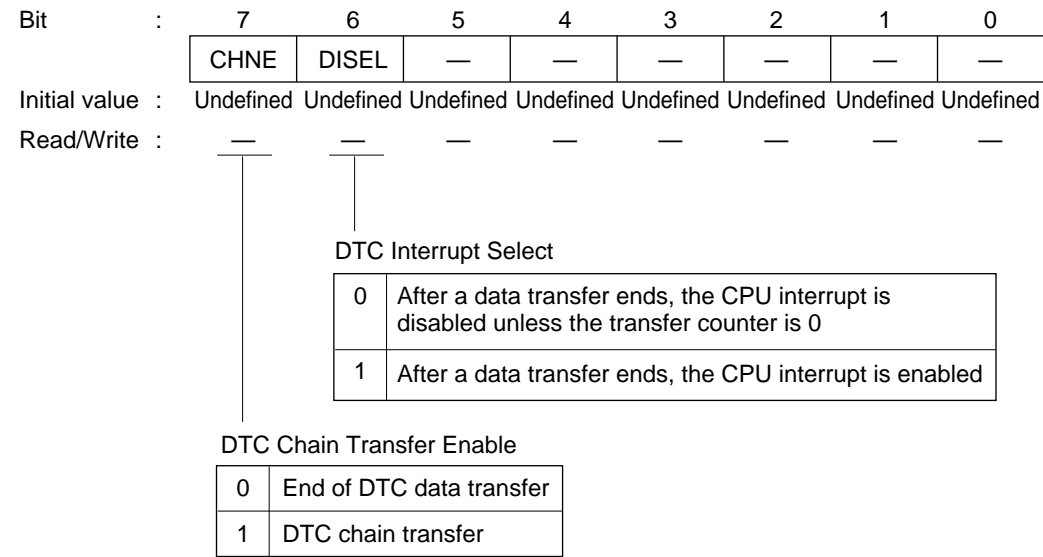 Bit : 7 6 5 4 3 2 1 0
CHNE DISEL — — — — — —
Initial value : Undefined Undefined Undefined Undefined Undefined Undefined Undefined Undefined
Read/Write : — — — — — — — —
DTC Interrupt Select
0 After a data transfer ends, the CPU interrupt is
disabled unless the transfer counter is 0
1 After a data transfer ends, the CPU interrupt is enabled
DTC Chain Transfer Enable
0 End of DTC data transfer
1 DTC chain transfer